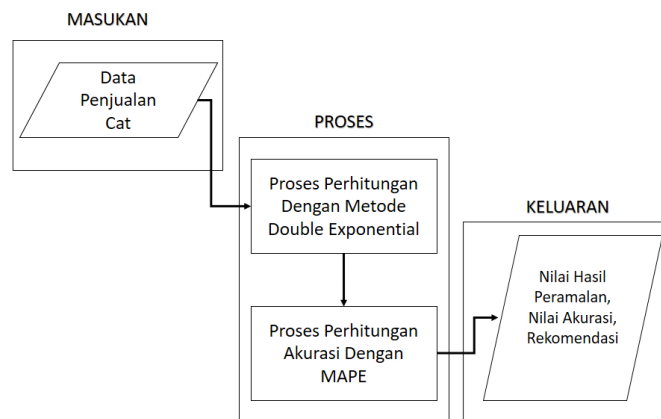 MASUKAN
Data
Penjualan
Cat
PROSES
Proses Perhitungan
Dengan Metode
Double Exponential
Proses Perhitungan
Akurasi Dengan
MAPE
KELUARAN
Nilai Hasil
Peramalan,
Nilai Akurasi,
Rekomendasi